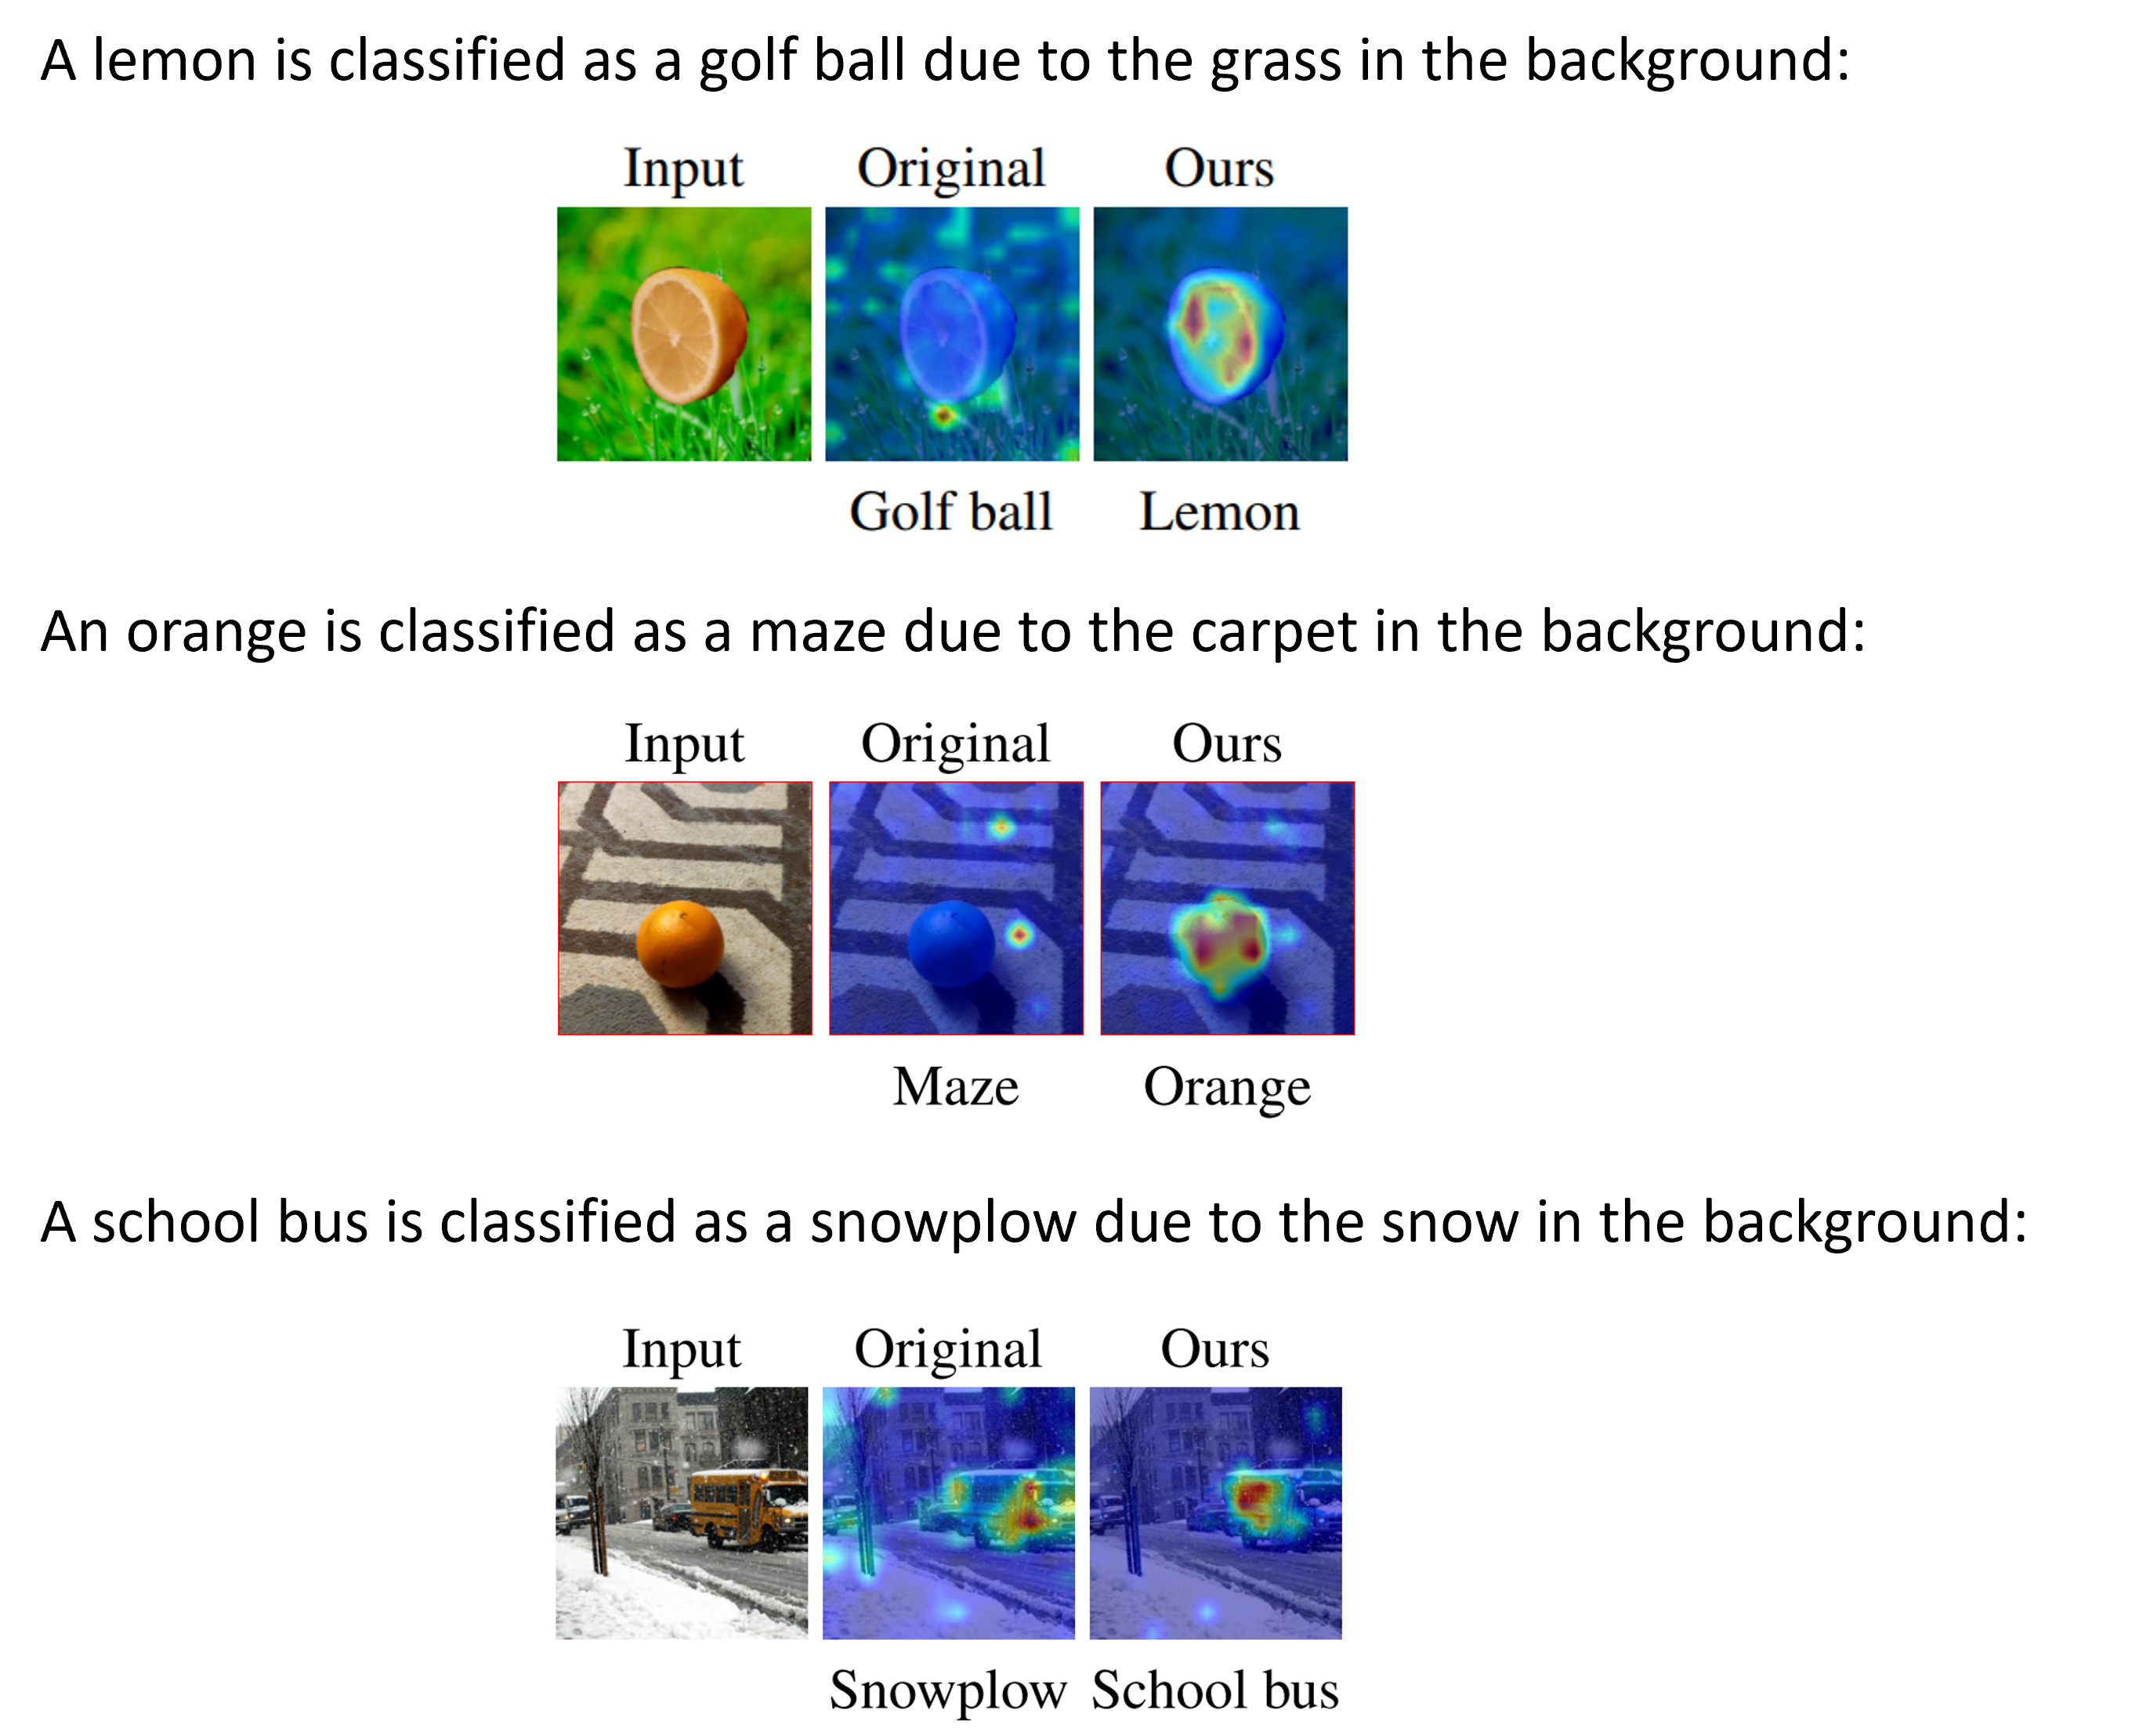 A lemon is classified as a golf ball due to the grass in the background:
Input Original Ours
Golf ball Lemon
An orange is classified as a maze due to the carpet in the background:
Input Original Ours
Maze Orange
A school bus is classified as a snowplow due to the snow in the background:
Input Original Ours
Snowplow School bus